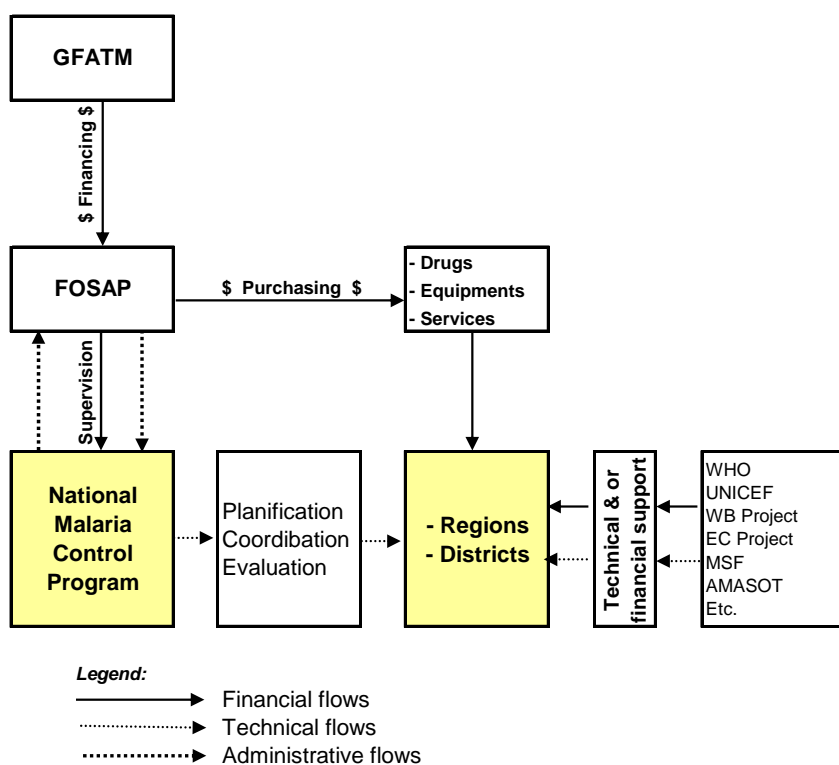 GFATM
$ Financing $
FOSAP
$ Purchasing $
- Drugs
- Equipments
- Services
Supervision
National
Malaria
Control
Program
Planification
Coordibation
Evaluation
- Regions
- Districts
Technical & or
financial support
WHO
UNICEF
WB Project
EC Project
MSF
AMASOT
Etc.
Legend:
Financial flows
Technical flows
Administrative flows